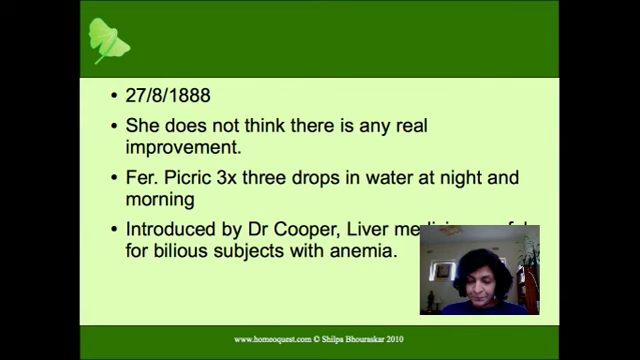 • 27/8/1888
• She does not think there is any real
improvement.
• Fer. Picric 3x three drops in water at night and
morning
• Introduced by Dr Cooper, Liver
for bilious subjects with anemia.
www.homeoquest.com © Shilpa Bhouraskar 2010